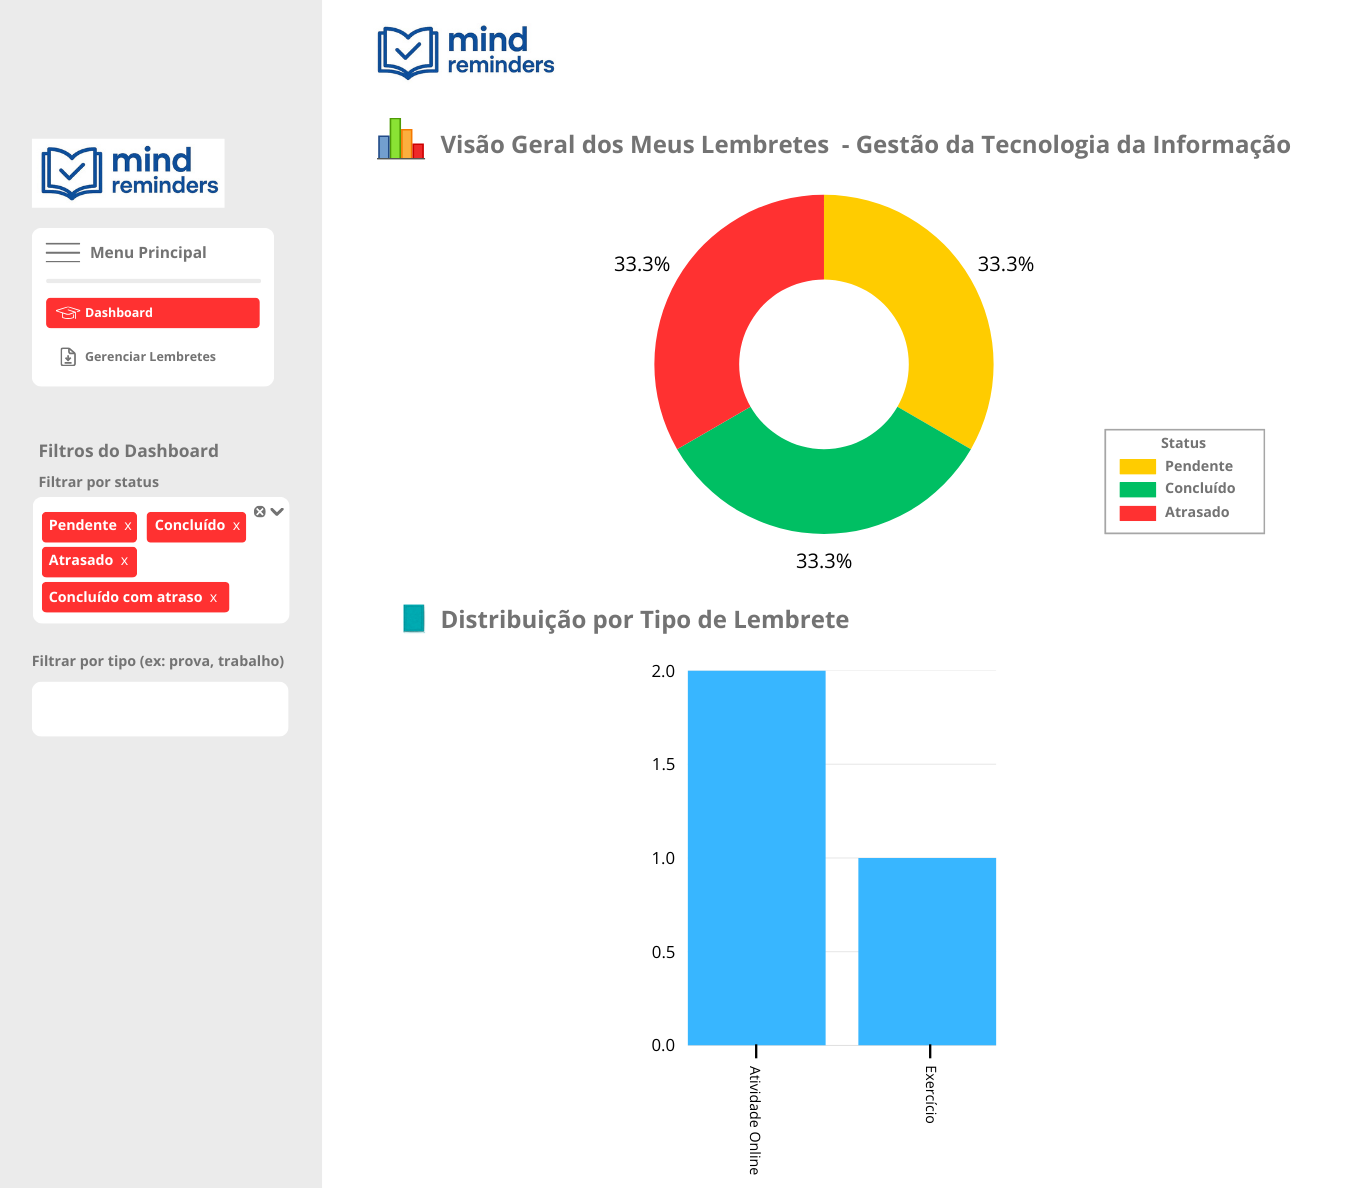 mind
reminders
Menu Principal
Dashboard
Gerenciar Lembretes
Filtros do Dashboard
Filtrar por status
Pendente x Concluído x
Atrasado x
Concluído com atraso x
Filtrar por tipo (ex: prova, trabalho)
mind
reminders
Visão Geral dos Meus Lembretes - Gestão da Tecnologia da Informação
33.3% 33.3%
33.3%
Status
Pendente
Concluído
Atrasado
Distribuição por Tipo de Lembrete
2.0
1.5
1.0
0.5
0.0
Atividade Online
Exercício